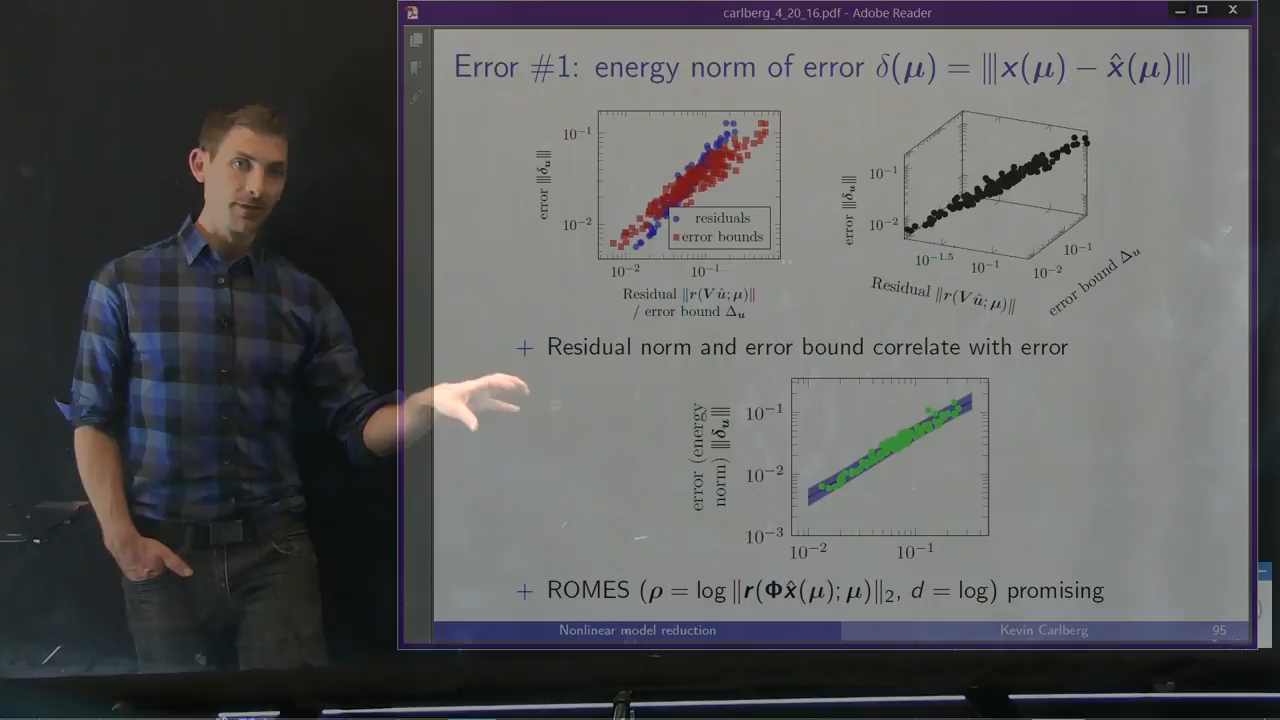 carlberg_4_20_16.pdf - Adobe Reader
Error #1: energy norm of error δ(μ) = |||x(μ) − x̂(μ)|||
10⁻¹
10⁻²
error |||δᵤ|||
residuals
error bounds
10⁻² 10⁻¹
Residual ‖r(Vû; μ)‖
/ error bound Δᵤ
10⁻¹
10⁻²
error |||δᵤ|||
10⁻¹·⁵ 10⁻¹
10⁻² 10⁻¹
Residual ‖r(Vû; μ)‖
error bound Δᵤ
+ Residual norm and error bound correlate with error
error (energy
norm) |||δᵤ|||
10⁻¹
10⁻²
10⁻³
10⁻² 10⁻¹
+ ROMES (ρ = log ‖r(Φx̂(μ); μ)‖₂, d = log) promising
Nonlinear model reduction Kevin Carlberg 95